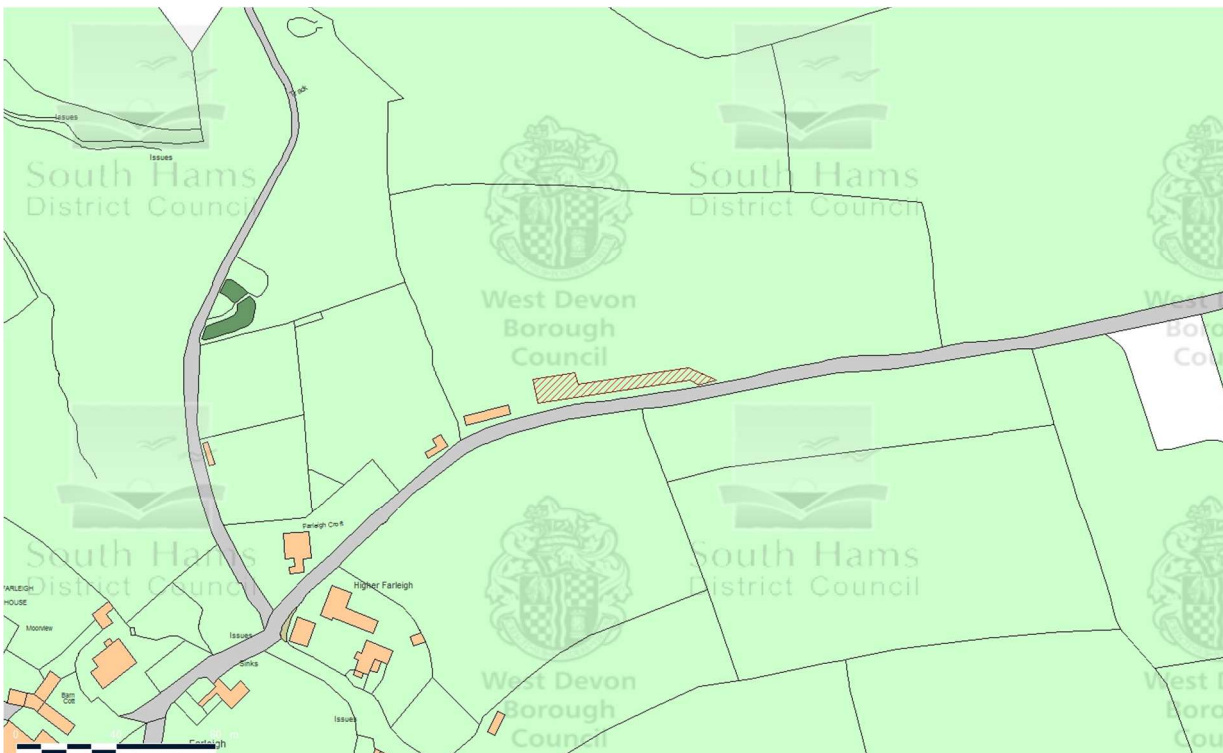 Track
Issues
Issues
South Hams
District Council
South Hams
District Council
West Devon
Borough
Council
Farleigh Croft
South Hams
District Council
South Hams
District Council
Higher Farleigh
FARLEIGH
HOUSE
Moorview
Issues
Sinks
Barn
Cott
Issues
West Devon
Borough
Council
Farleigh